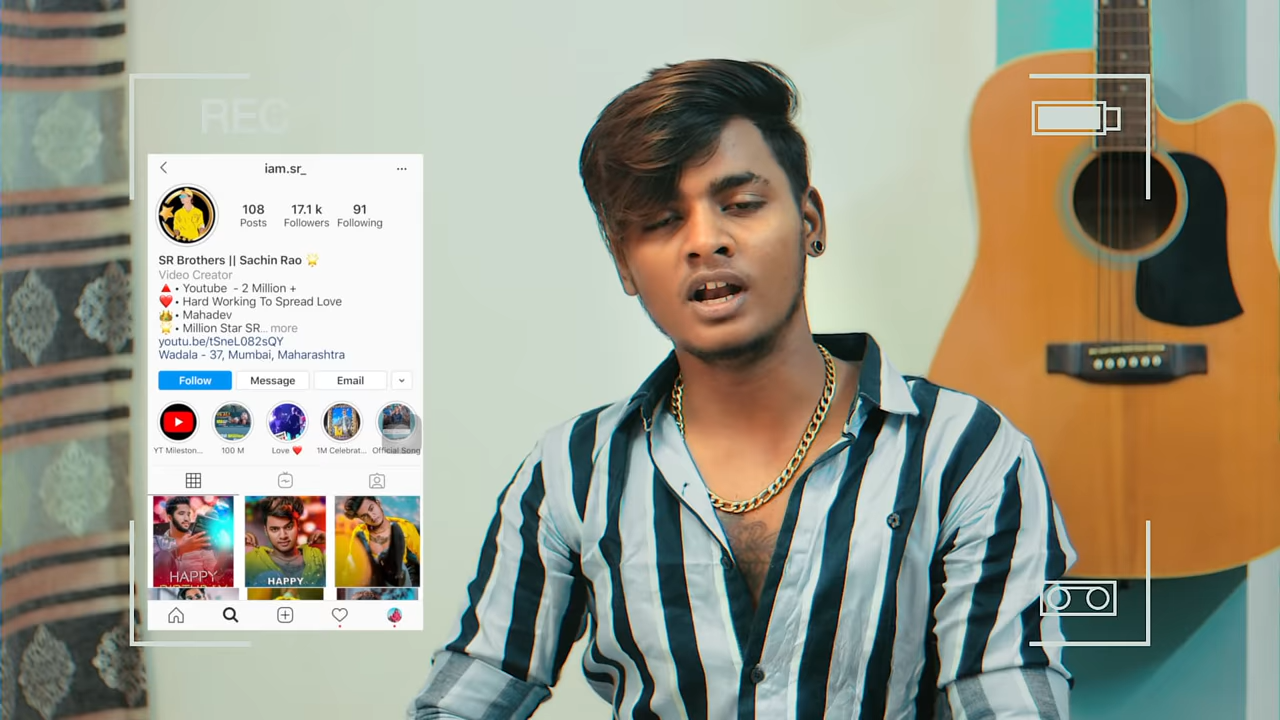 REC
iam.sr_
108 17.1 k 91
Posts Followers Following
SR Brothers || Sachin Rao
Video Creator
• Youtube - 2 Million +
• Hard Working To Spread Love
• Mahadev
• Million Star SR... more
youtu.be/tSneL082sQY
Wadala - 37, Mumbai, Maharashtra
Follow Message Email
YT Mileston... 100 M Love 1M Celebrat... Official Song
HAPPY
BIRTHDAY
HAPPY